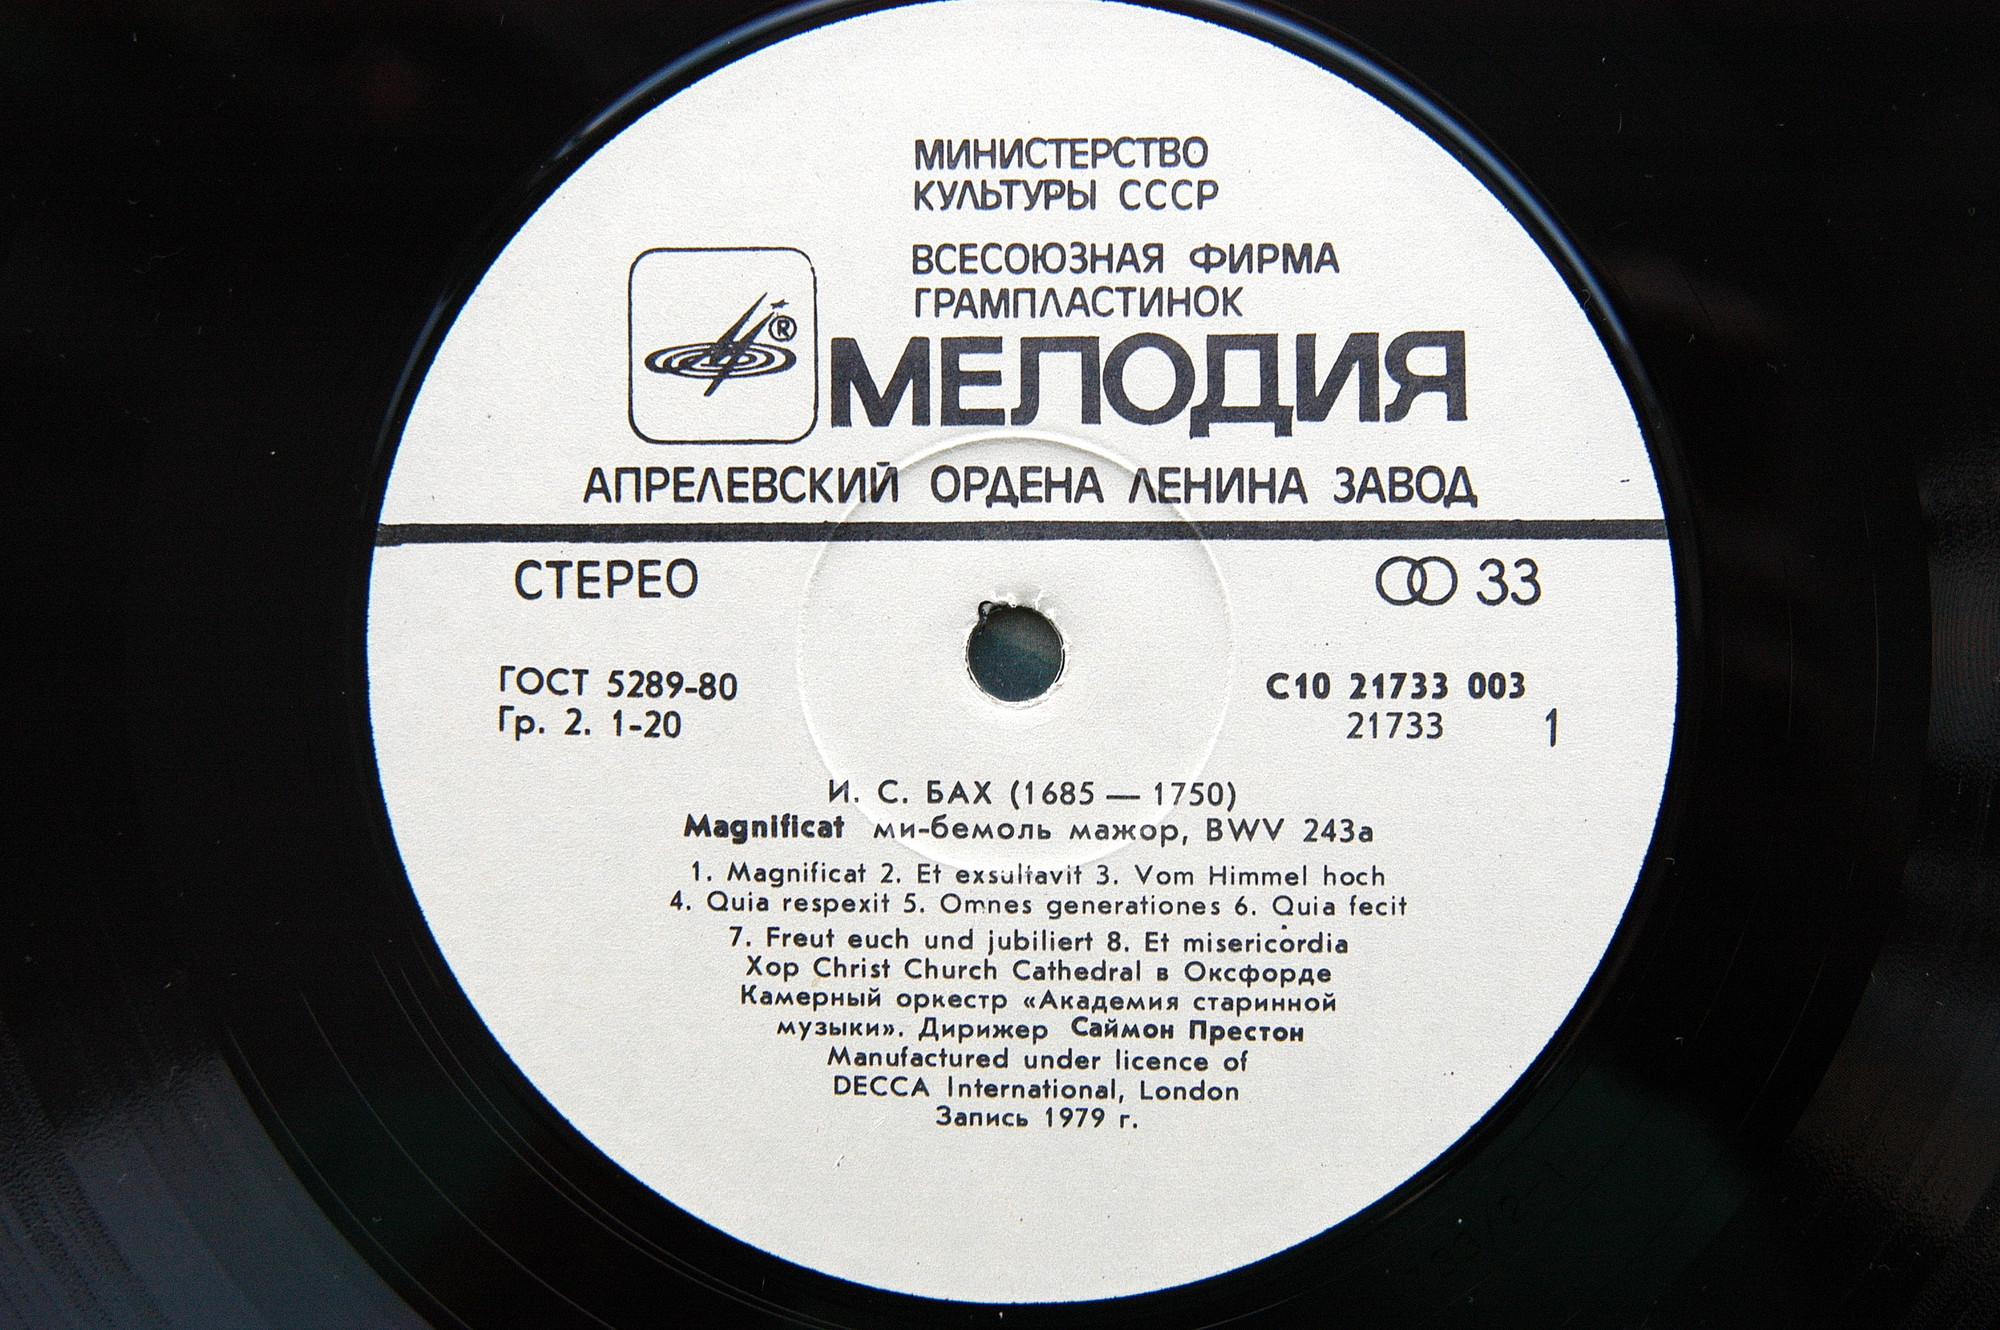 МИНИСТЕРСТВО
КУЛЬТУРЫ СССР
ВСЕСОЮЗНАЯ ФИРМА
ГРАМПЛАСТИНОК
®
МЕЛОДИЯ
АПРЕЛЕВСКИЙ ОРДЕНА ЛЕНИНА ЗАВОД
СТЕРЕО
33
ГОСТ 5289-80
Гр. 2. 1-20
С10 21733 003
21733 1
И. С. БАХ (1685 — 1750)
Magnificat ми-бемоль мажор, BWV 243a
1. Magnificat 2. Et exsultavit 3. Vom Himmel hoch
4. Quia respexit 5. Omnes generationes 6. Quia fecit
7. Freut euch und jubiliert 8. Et misericordia
Хор Christ Church Cathedral в Оксфорде
Камерный оркестр «Академия старинной
музыки». Дирижер Саймон Престон
Manufactured under licence of
DECCA International, London
Запись 1979 г.